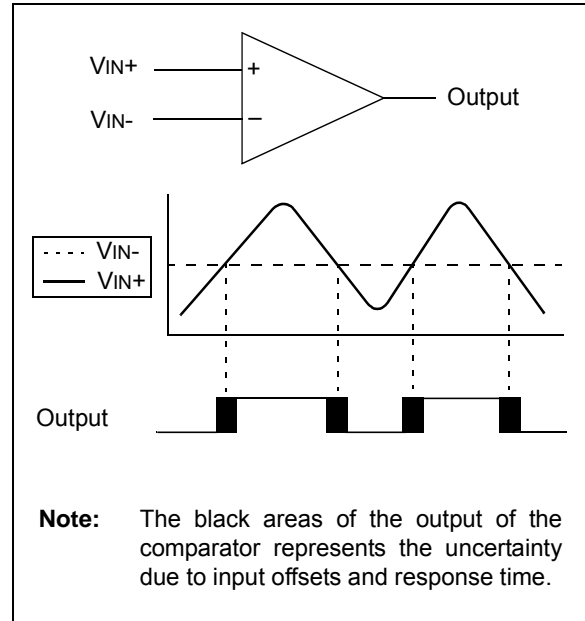 VIN+
+
Output
VIN-
−
VIN-
VIN+
Output
Note: The black areas of the output of the
comparator represents the uncertainty
due to input offsets and response time.